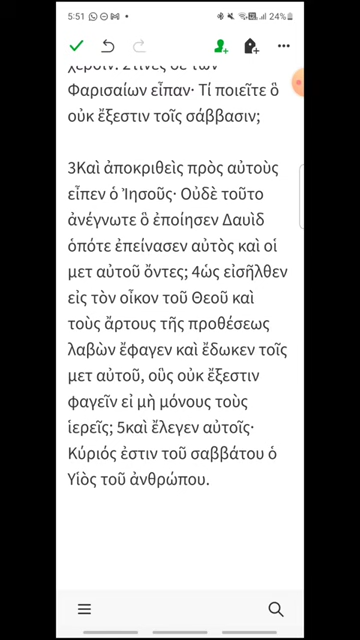 5:51
24%
χερσίν. 2τινὲς δὲ τῶν
Φαρισαίων εἶπαν· Τί ποιεῖτε ὃ
οὐκ ἔξεστιν τοῖς σάββασιν;
3Καὶ ἀποκριθεὶς πρὸς αὐτοὺς
εἶπεν ὁ Ἰησοῦς· Οὐδὲ τοῦτο
ἀνέγνωτε ὃ ἐποίησεν Δαυὶδ
ὁπότε ἐπείνασεν αὐτὸς καὶ οἱ
μετ αὐτοῦ ὄντες; 4ὡς εἰσῆλθεν
εἰς τὸν οἶκον τοῦ Θεοῦ καὶ
τοὺς ἄρτους τῆς προθέσεως
λαβὼν ἔφαγεν καὶ ἔδωκεν τοῖς
μετ αὐτοῦ, οὓς οὐκ ἔξεστιν
φαγεῖν εἰ μὴ μόνους τοὺς
ἱερεῖς; 5καὶ ἔλεγεν αὐτοῖς·
Κύριός ἐστιν τοῦ σαββάτου ὁ
Υἱὸς τοῦ ἀνθρώπου.